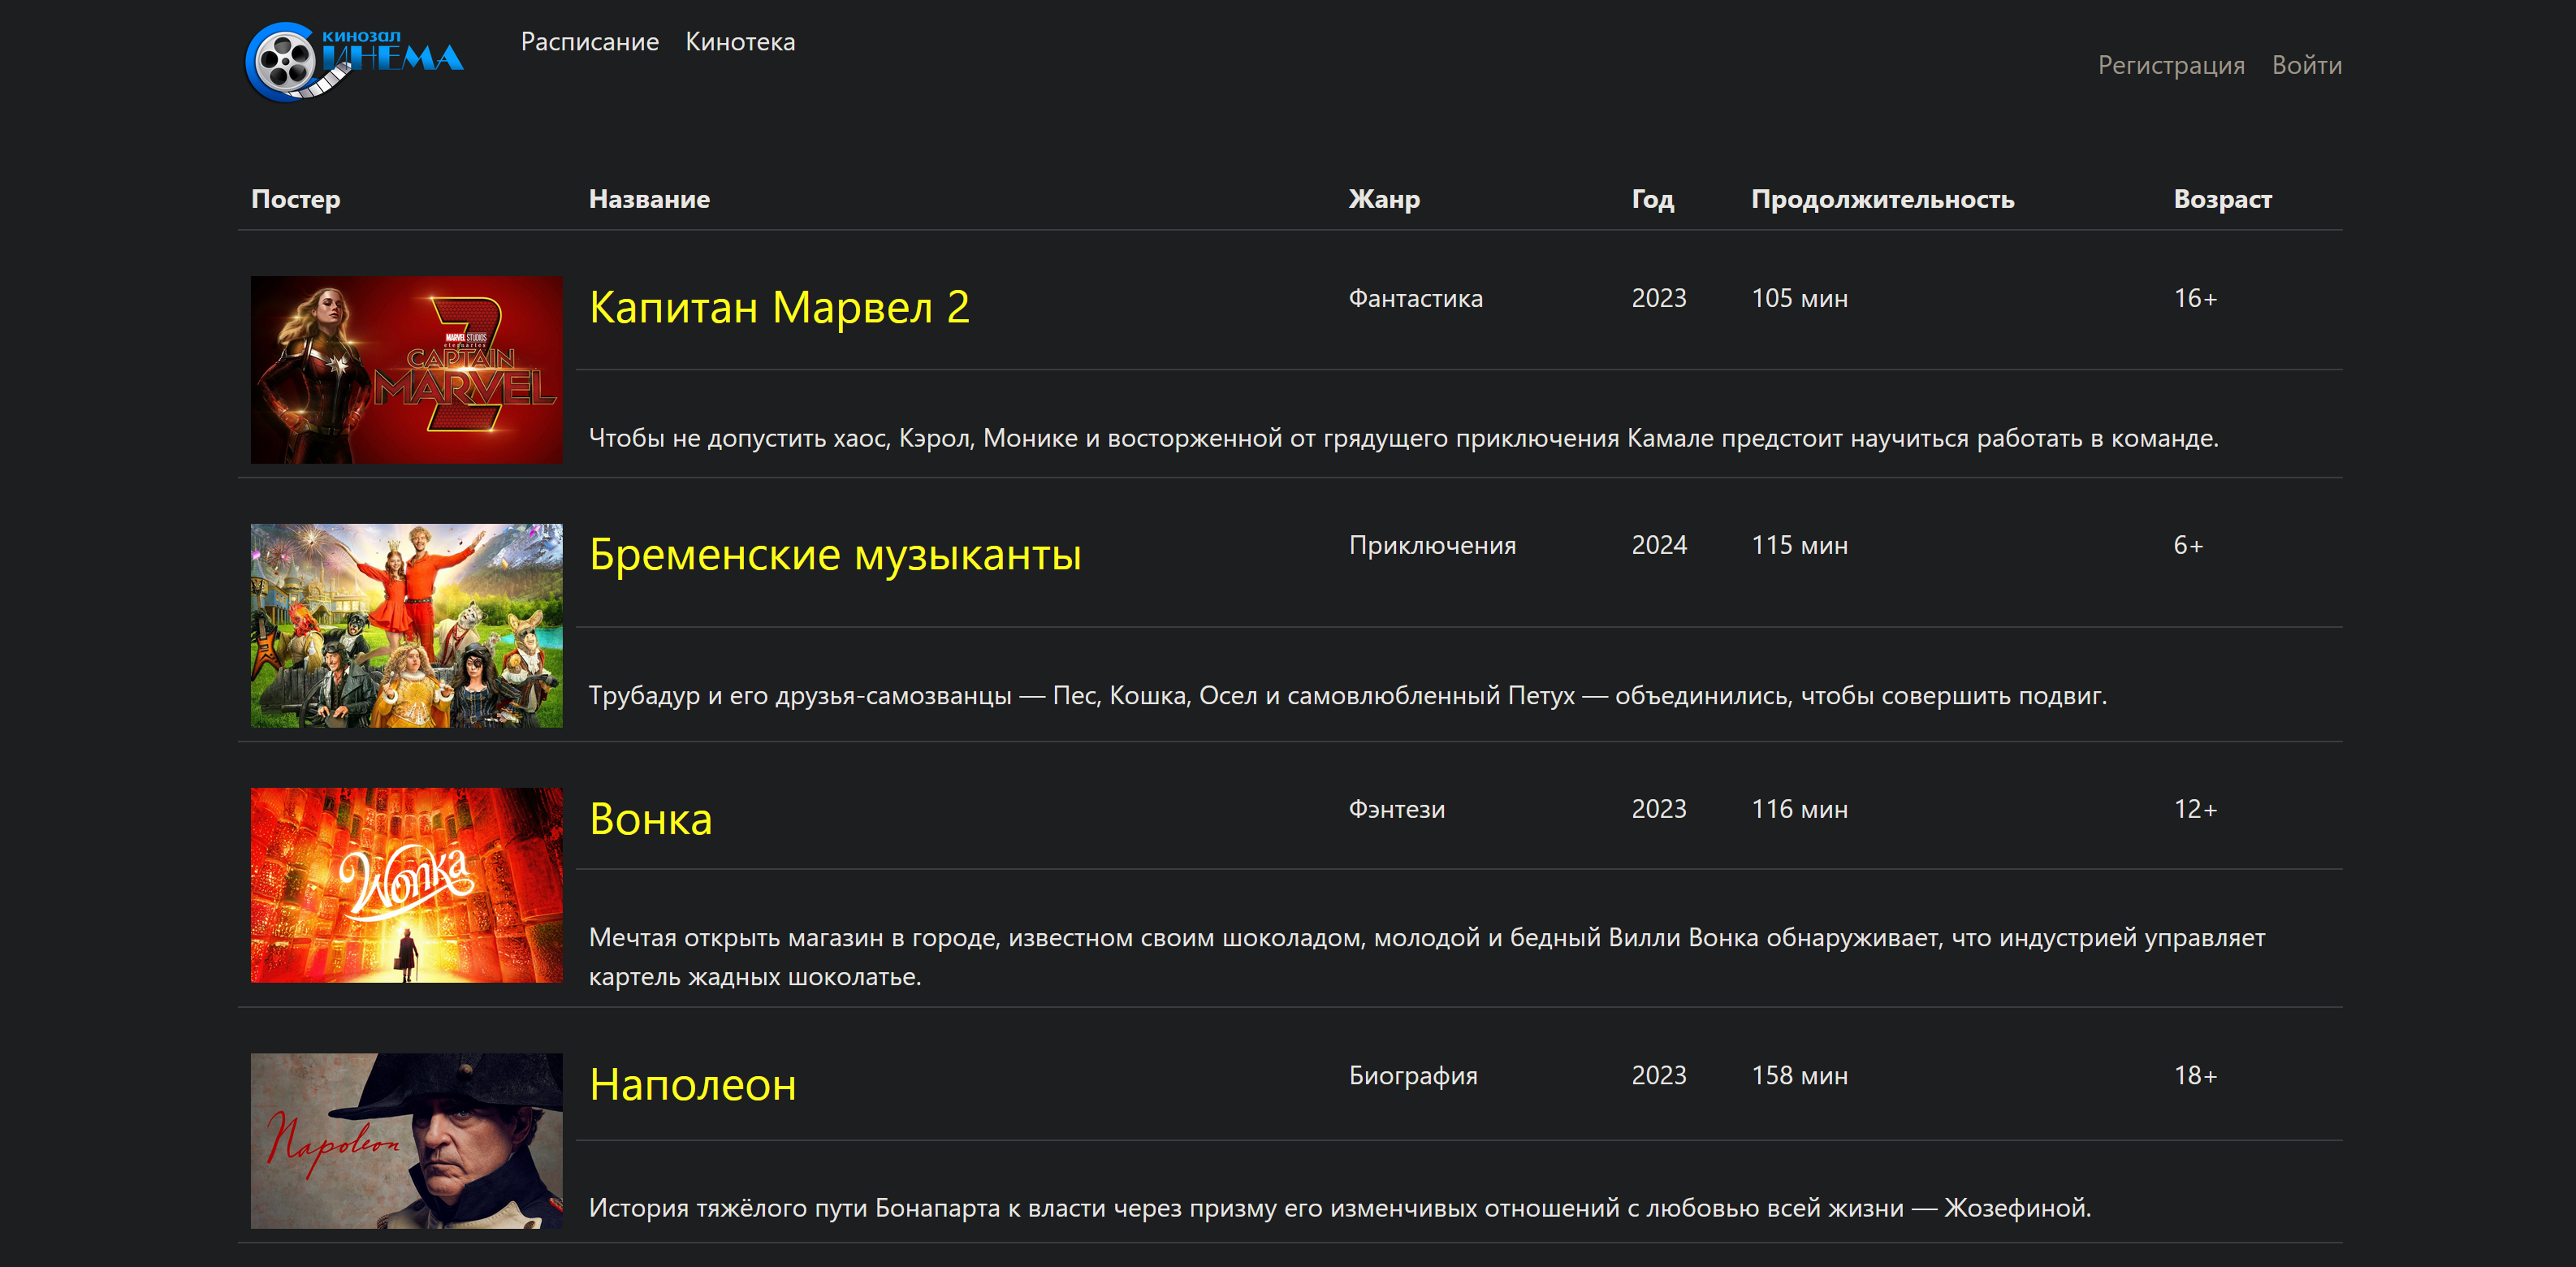 кинозал
СИНЕМА
Расписание Кинотека
Регистрация Войти
Постер Название Жанр Год Продолжительность Возраст
Капитан Марвел 2 Фантастика 2023 105 мин 16+
2
MARVEL STUDIOS
CAPTAIN
MARVEL
Чтобы не допустить хаос, Кэрол, Монике и восторженной от грядущего приключения Камале предстоит научиться работать в команде.
Бременские музыканты Приключения 2024 115 мин 6+
Трубадур и его друзья-самозванцы — Пес, Кошка, Осел и самовлюбленный Петух — объединились, чтобы совершить подвиг.
Вонка Фэнтези 2023 116 мин 12+
Wonka
Мечтая открыть магазин в городе, известном своим шоколадом, молодой и бедный Вилли Вонка обнаруживает, что индустрией управляет
картель жадных шоколатье.
Наполеон Биография 2023 158 мин 18+
Napoleon
История тяжёлого пути Бонапарта к власти через призму его изменчивых отношений с любовью всей жизни — Жозефиной.